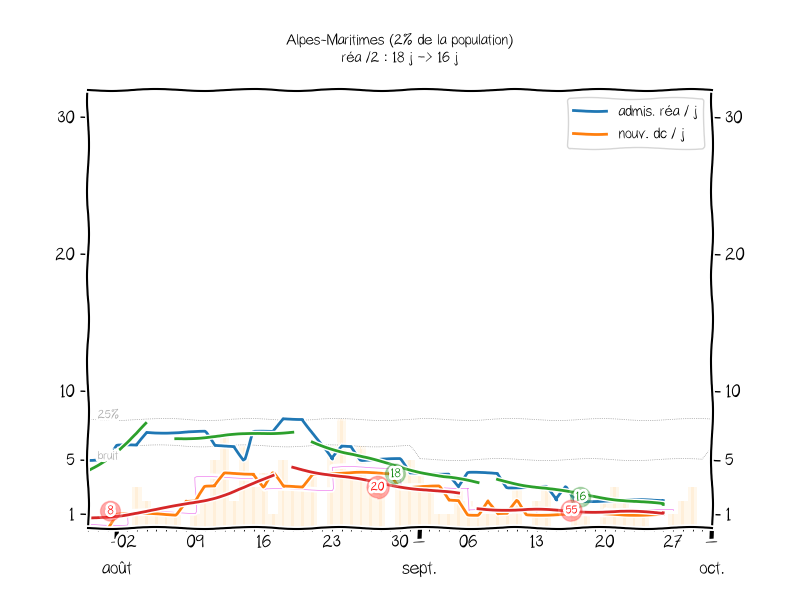 Alpes-Maritimes (2% de la population)
réa /2 : 18 j -> 16 j
admis. réa / j
nouv. dc / j
30
30
20
20
10
10
25%
bruit
5
5
18
20
16
55
8
1
1
02 09 16 23 30 06 13 20 27
août sept. oct.